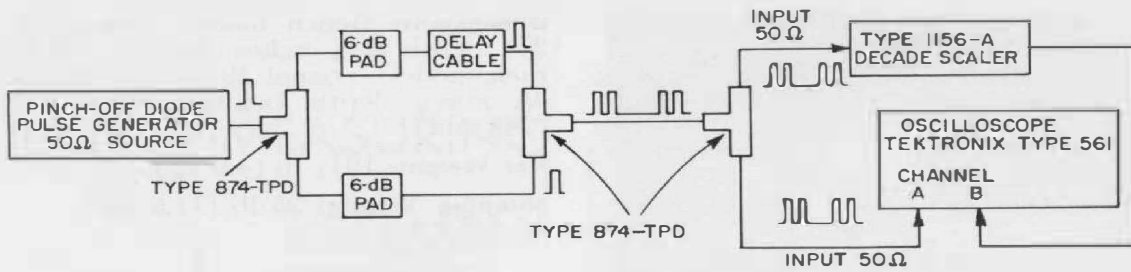 PINCH-OFF DIODE
PULSE GENERATOR
50Ω SOURCE
TYPE 874-TPD
6-dB
PAD
DELAY
CABLE
6-dB
PAD
TYPE 874-TPD
INPUT
50Ω
TYPE 1156-A
DECADE SCALER
OSCILLOSCOPE
TEKTRONIX TYPE 561
CHANNEL
A B
INPUT 50Ω